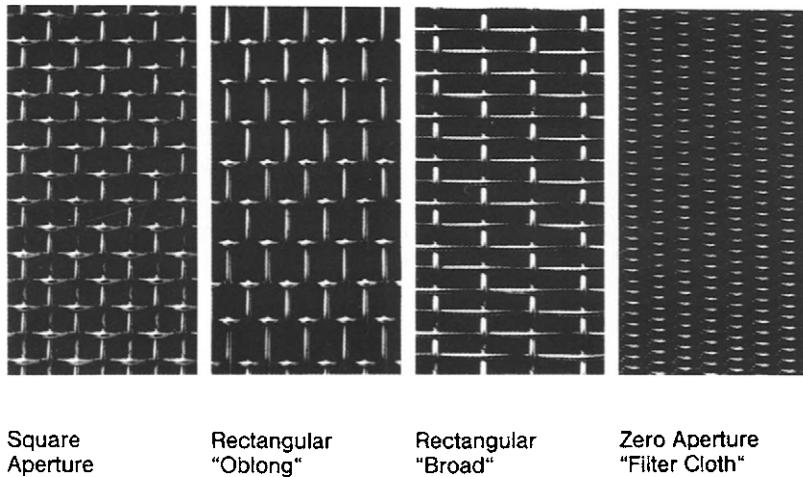 Square
Aperture
Rectangular
“Oblong“
Rectangular
“Broad“
Zero Aperture
“Filter Cloth“